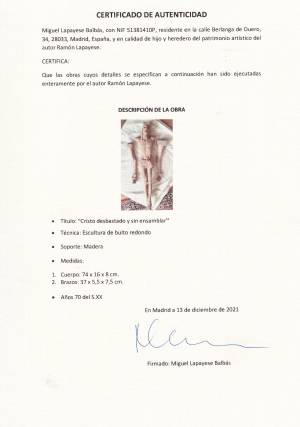 CERTIFICADO DE AUTENTICIDAD
Miguel Lapayese Balbás, con NIF 51381410P, residente en la calle Berlanga de Duero,
34, 28033, Madrid, España, y en calidad de hijo y heredero del patrimonio artístico del
autor Ramón Lapayese.
CERTIFICA:
Que las obras cuyos detalles se especifican a continuación han sido ejecutadas
enteramente por el autor Ramón Lapayese.
DESCRIPCIÓN DE LA OBRA
• Título: "Cristo desbastado y sin ensamblar"
• Técnica: Escultura de bulto redondo
• Soporte: Madera
• Medidas:
1. Cuerpo: 74 x 16 x 8 cm.
2. Brazos: 37 x 5,5 x 7,5 cm.
• Años 70 del S.XX
En Madrid a 13 de diciembre de 2021
Firmado: Miguel Lapayese Balbás